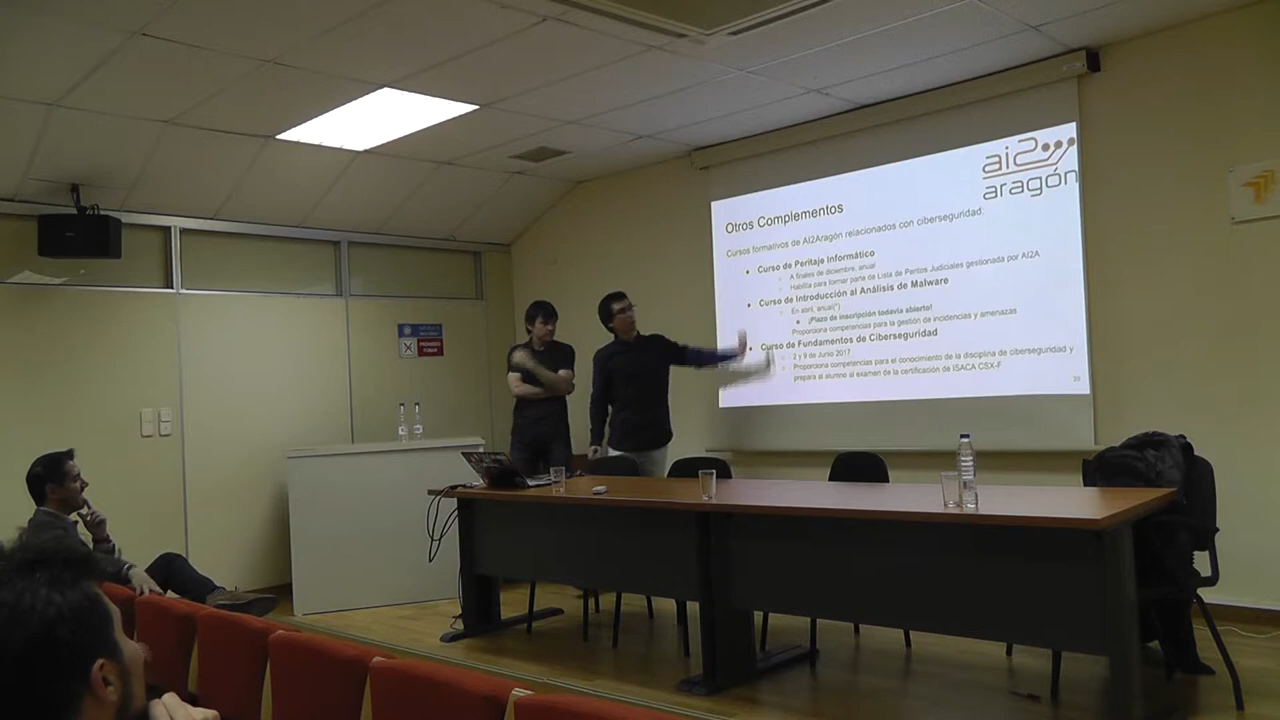 ai2
aragón
Otros Complementos
Cursos formativos de AI2Aragón relacionados con ciberseguridad.
Curso de Peritaje Informático
A finales de diciembre, anual
Habilita para formar parte de Lista de Peritos Judiciales gestionada por AI2A
Curso de Introducción al Análisis de Malware
En abril, anual(*)
¡Plazo de inscripción todavía abierto!
Proporciona competencias para la gestión de incidencias y amenazas
Curso de Fundamentos de Ciberseguridad
2 y 9 de Junio 2017
Proporciona competencias para el conocimiento de la disciplina de ciberseguridad y
prepara al alumno al examen de la certificación de ISACA CSX-F